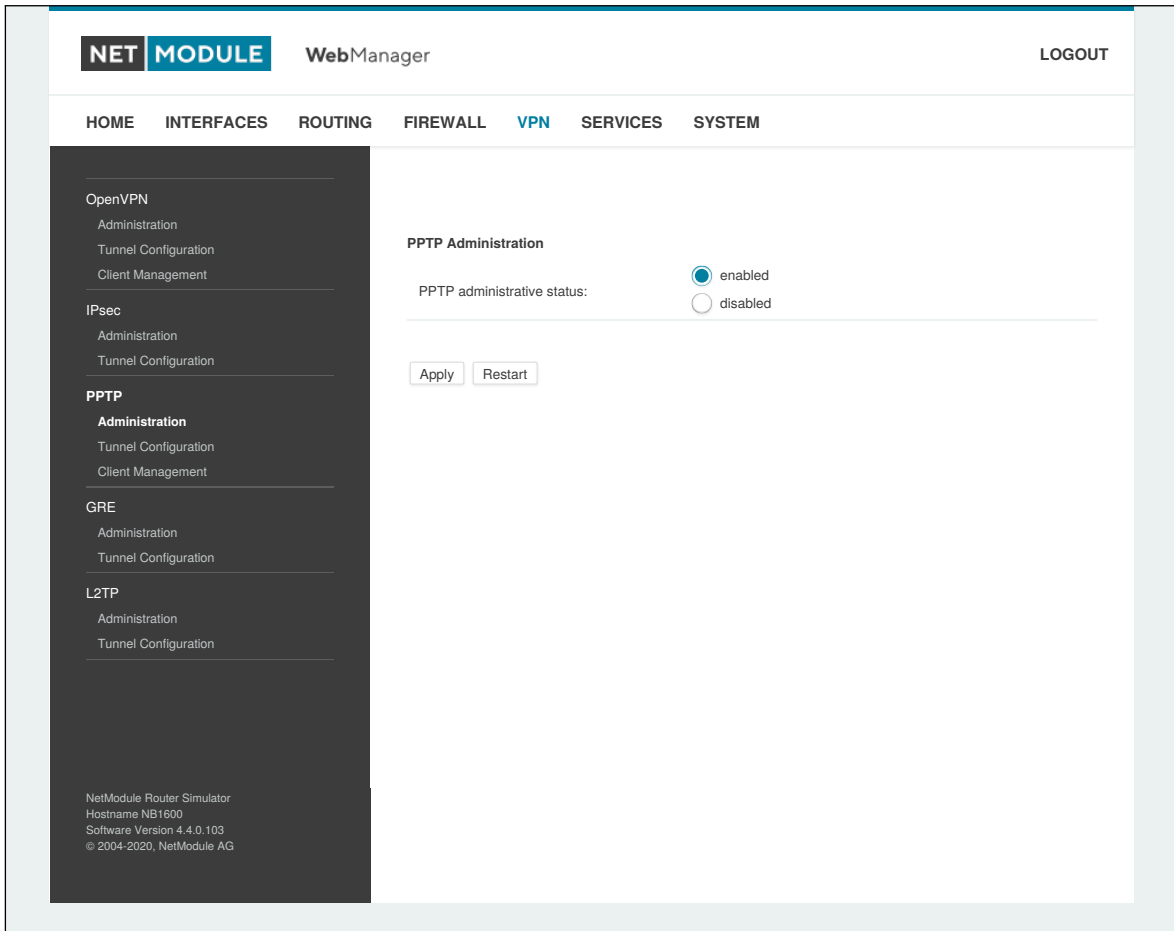 NET MODULE WebManager LOGOUT
HOME INTERFACES ROUTING FIREWALL VPN SERVICES SYSTEM
OpenVPN
Administration
Tunnel Configuration
Client Management
IPsec
Administration
Tunnel Configuration
PPTP
Administration
Tunnel Configuration
Client Management
GRE
Administration
Tunnel Configuration
L2TP
Administration
Tunnel Configuration
NetModule Router Simulator
Hostname NB1600
Software Version 4.4.0.103
© 2004-2020, NetModule AG
PPTP Administration
PPTP administrative status:
enabled
disabled
Apply Restart